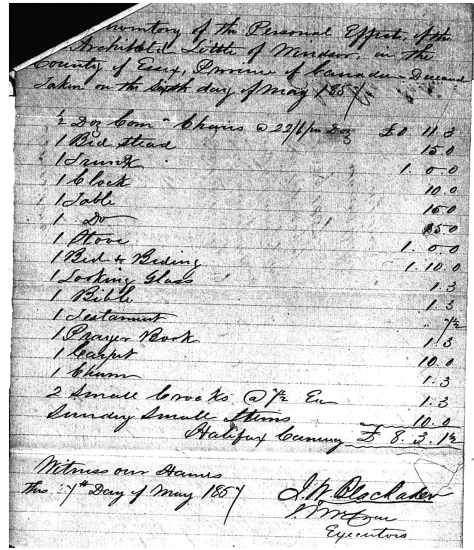 Inventory of the Personal Effects of the
Archibald Little of Windsor, in the
County of Essex, Province of Canada - Deceased
Taken on the Sixth day of May 1857
½ Doz Com" Chairs @ 22/6 per Doz £0 11.3
1 Bed Stead 15.0
1 Trunk 1. 0.0
1 Clock 10.0
1 Table 15.0
1 Do 5.0
1 Stove 1. 0.0
1 Bed & Beding 1. 10.0
1 Looking Glass 1.3
1 Bible 1.3
1 Testament 7½
1 Prayer Book 1.3
1 Carpet 10.0
1 Churn 1.3
2 Small Crocks @ 7½ Ea 1.3
Sundry Small Items 10.0
Halifax Currency £ 8. 3. 1½
Witness our Hames
this 7th Day of May 1857
J. W. Blackader
Executors